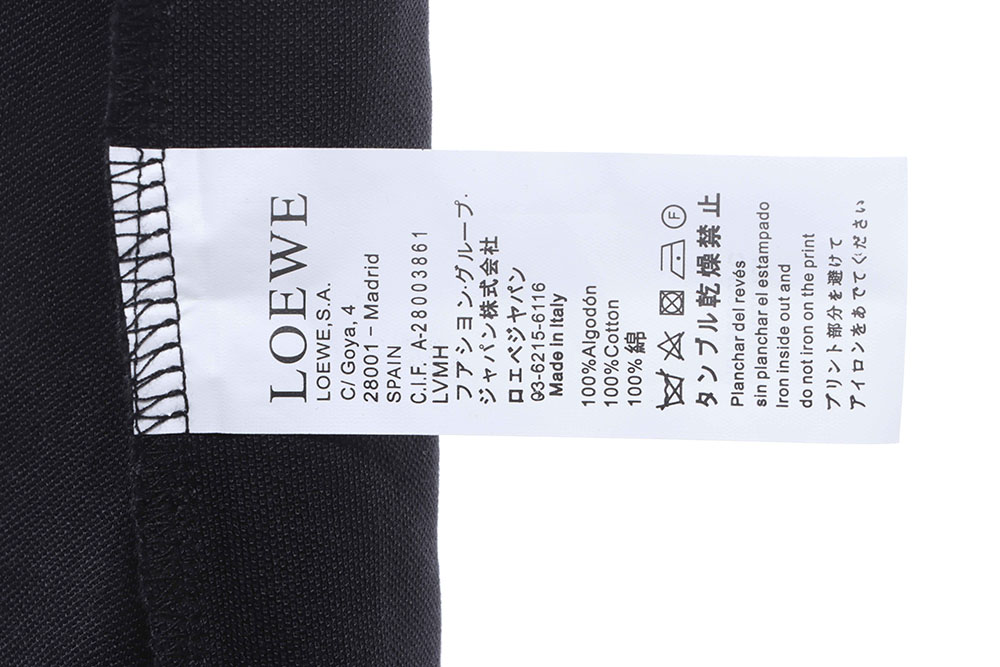 LOEWE
LOEWE,S.A.
C/ Goya, 4
28001 – Madrid
SPAIN
C.I.F. A-28003861
LVMH
ファション.グループ.
ジャパン株式会社
ロエベジャパン
03-6215-6116
Made in Italy
100%Algodón
100%Cotton
100%綿
F
タンブル乾燥禁止
Planchar del revés
sin planchar el estampado
Iron inside out and
do not iron on the print
プリント部分を避けて
アイロンをあでてぐださい